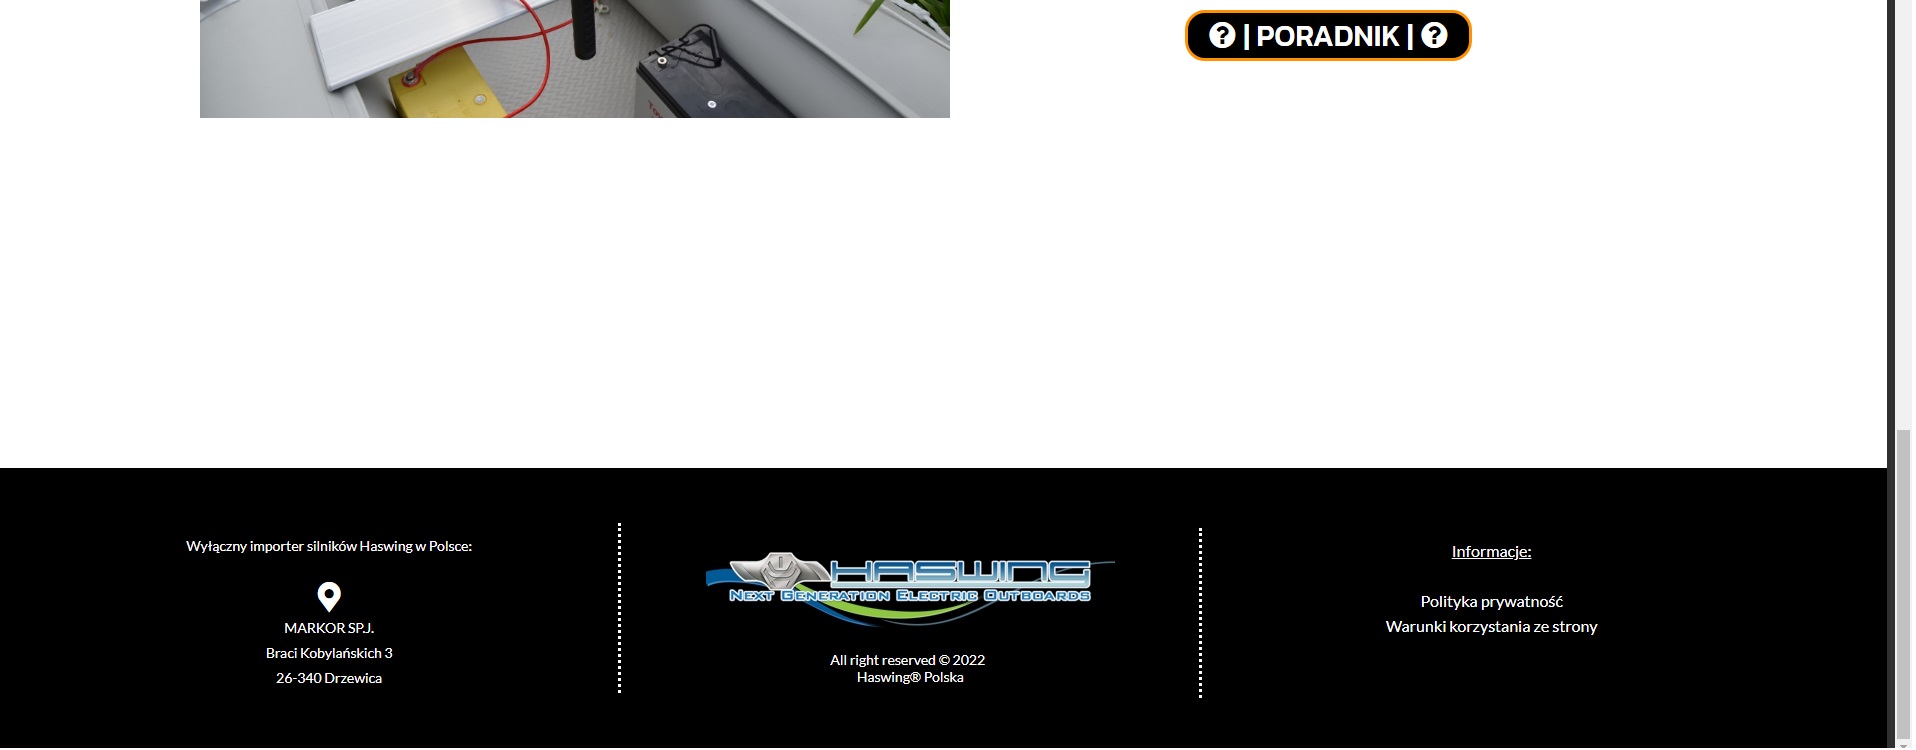 | PORADNIK |
Wyłączny importer silników Haswing w Polsce:
MARKOR SP.J.
Braci Kobylańskich 3
26-340 Drzewica
HASWING
NEXT GENERATION ELECTRIC OUTBOARDS
All right reserved © 2022
Haswing® Polska
Informacje:
Polityka prywatność
Warunki korzystania ze strony